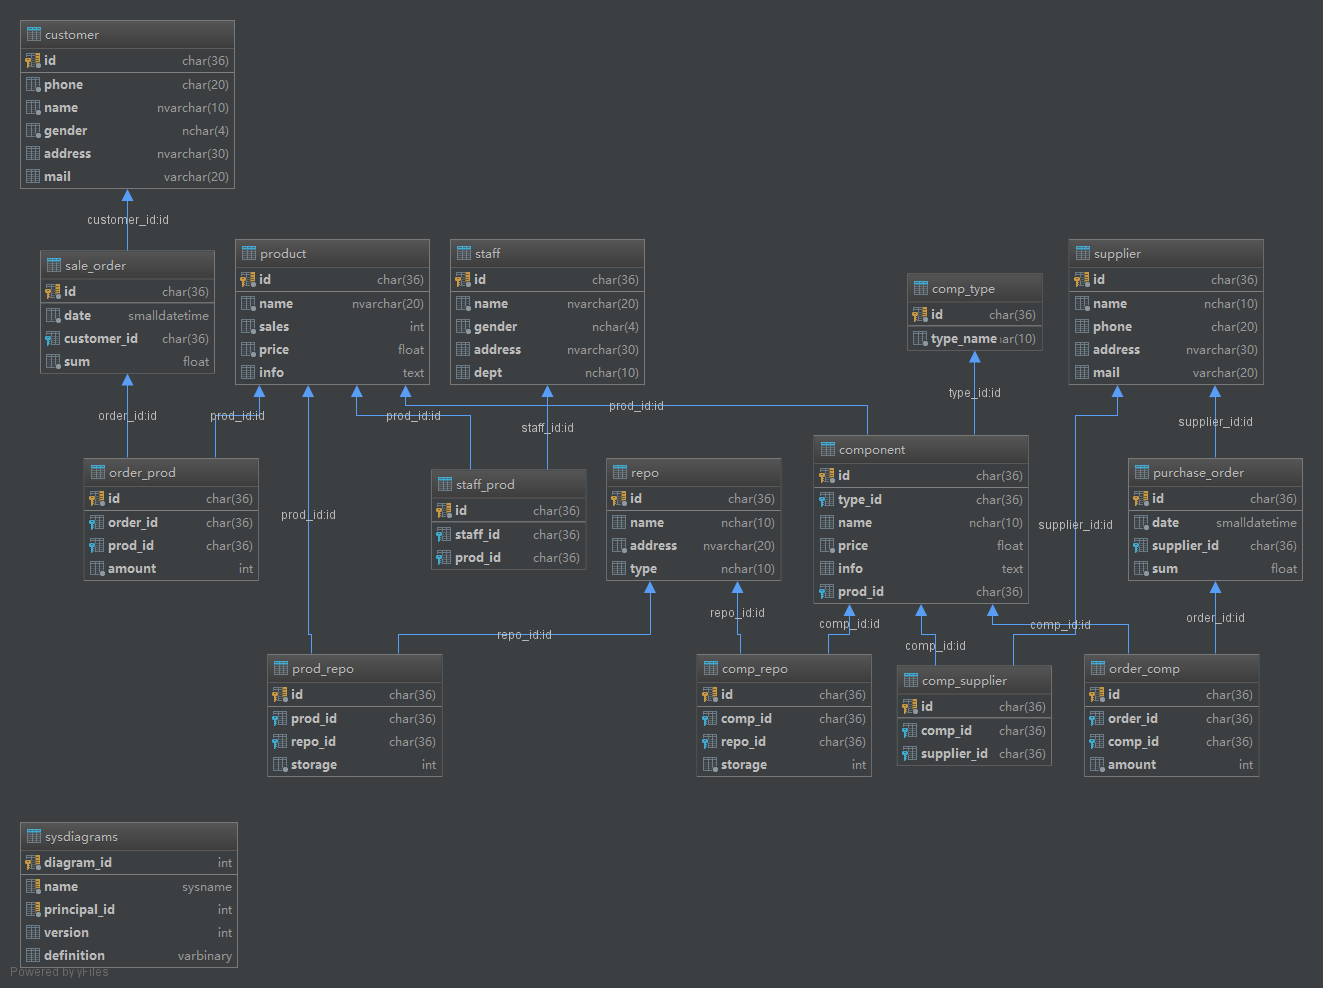 customer
id char(36)
phone char(20)
name nvarchar(10)
gender nchar(4)
address nvarchar(30)
mail varchar(20)
customer_id:id
sale_order
id char(36)
date smalldatetime
customer_id char(36)
sum float
product
id char(36)
name nvarchar(20)
sales int
price float
info text
staff
id char(36)
name nvarchar(20)
gender nchar(4)
address nvarchar(30)
dept nchar(10)
comp_type
id char(36)
type_name ar(10)
supplier
id char(36)
name nchar(10)
phone char(20)
address nvarchar(30)
mail varchar(20)
order_id:id
prod_id:id
prod_id:id
staff_id:id
prod_id:id
type_id:id
supplier_id:id
order_prod
id char(36)
order_id char(36)
prod_id char(36)
amount int
prod_id:id
staff_prod
id char(36)
staff_id char(36)
prod_id char(36)
repo
id char(36)
name nchar(10)
address nvarchar(20)
type nchar(10)
component
id char(36)
type_id char(36)
name nchar(10)
price float
info text
prod_id char(36)
supplier_id:id
purchase_order
id char(36)
date smalldatetime
supplier_id char(36)
sum float
repo_id:id
repo_id:id
comp_id:id
comp_id:id
comp_id:id
order_id:id
prod_repo
id char(36)
prod_id char(36)
repo_id char(36)
storage int
comp_repo
id char(36)
comp_id char(36)
repo_id char(36)
storage int
comp_supplier
id char(36)
comp_id char(36)
supplier_id char(36)
order_comp
id char(36)
order_id char(36)
comp_id char(36)
amount int
sysdiagrams
diagram_id int
name sysname
principal_id int
version int
definition varbinary
Powered by yFiles